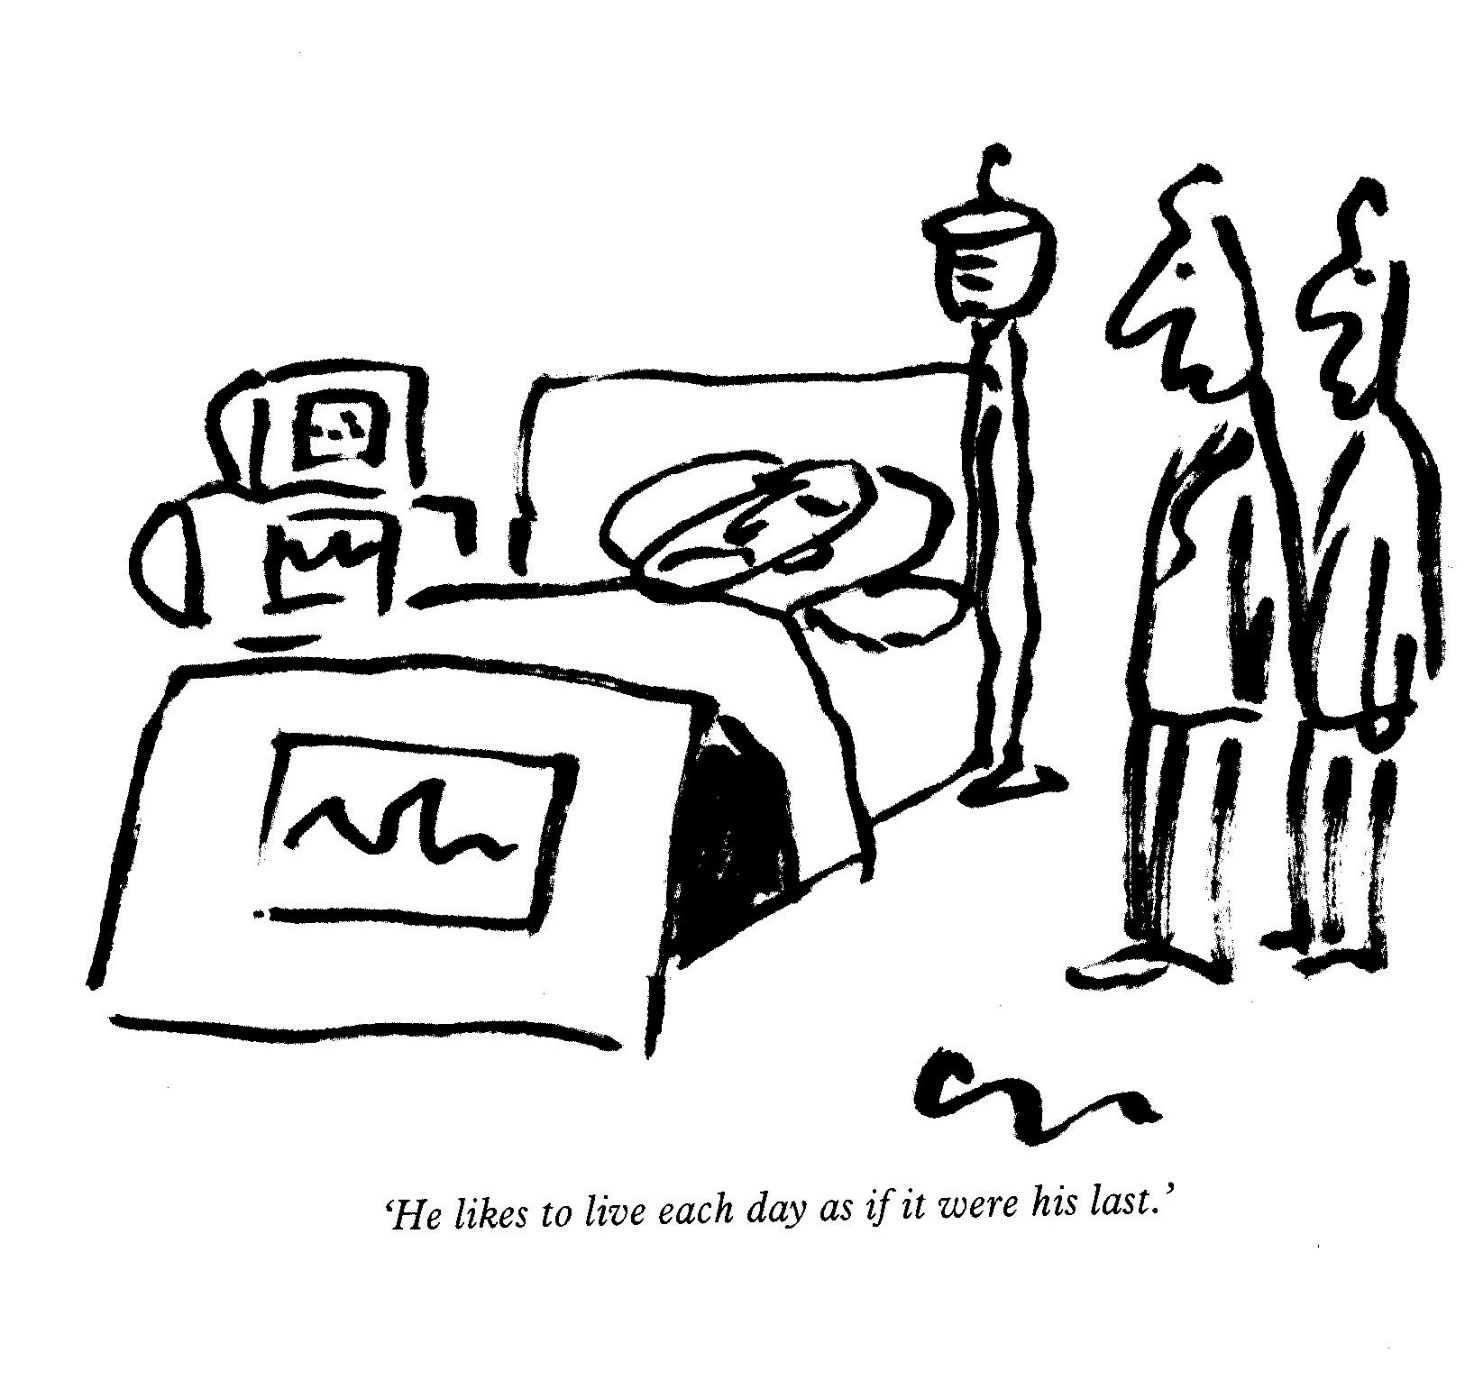 ‘He likes to live each day as if it were his last.’